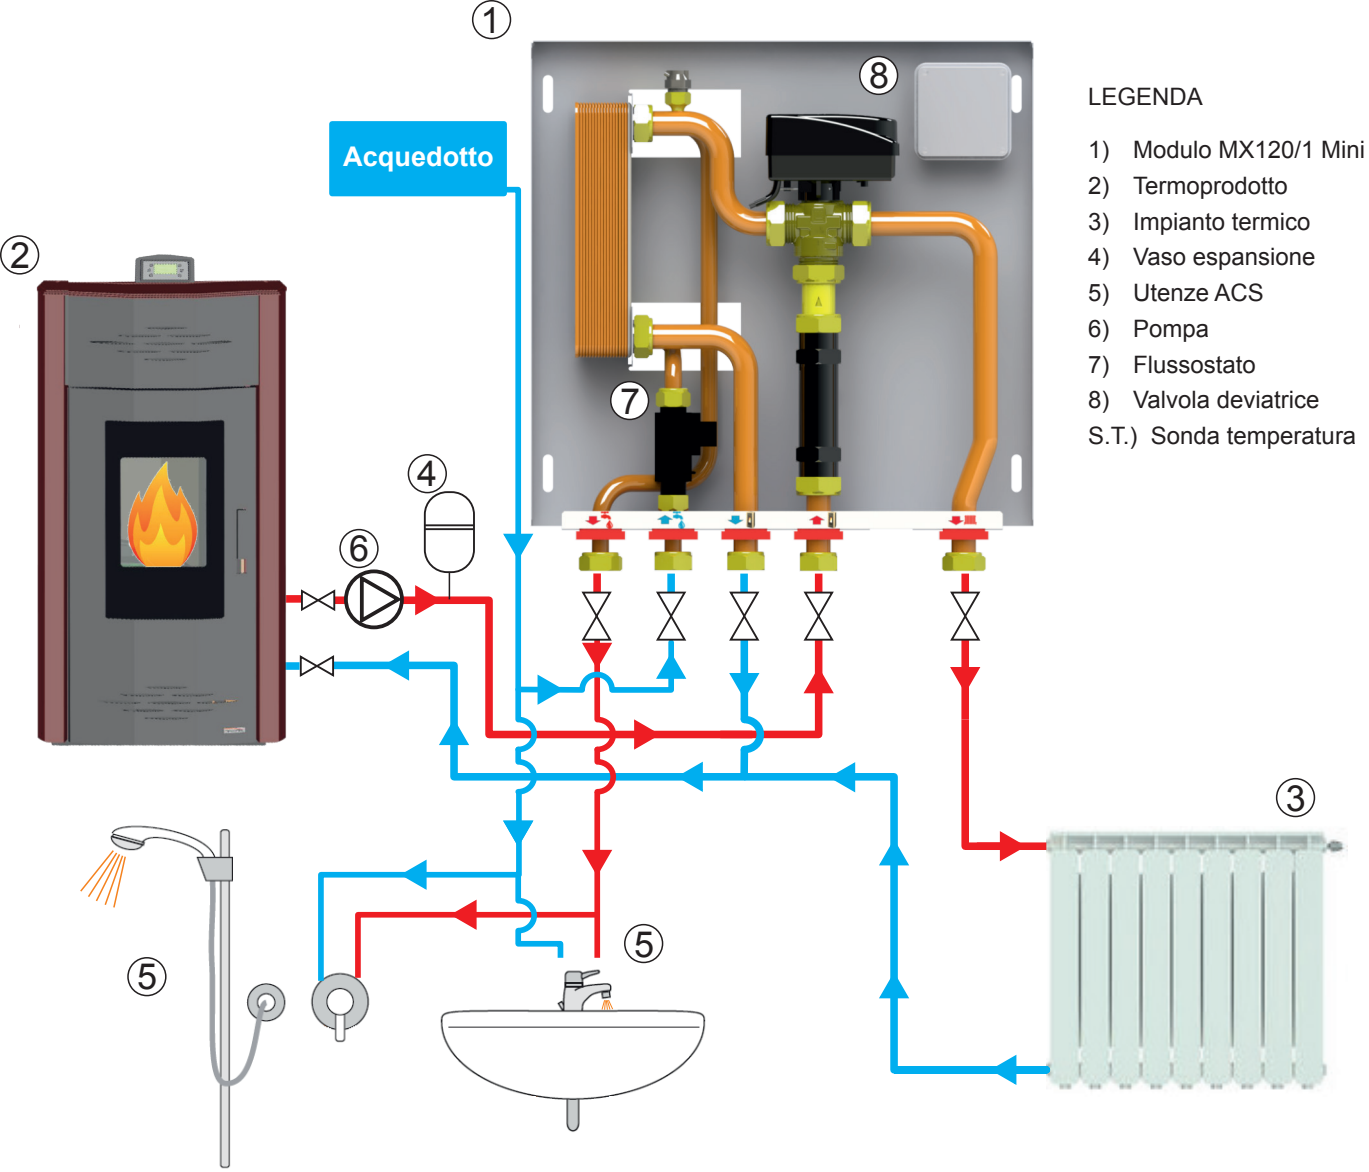 1
8
LEGENDA
Acquedotto
1) Modulo MX120/1 Mini
2) Termoprodotto
3) Impianto termico
4) Vaso espansione
5) Utenze ACS
6) Pompa
7) Flussostato
8) Valvola deviatrice
S.T.) Sonda temperatura
2
7
4
6
3
5
5